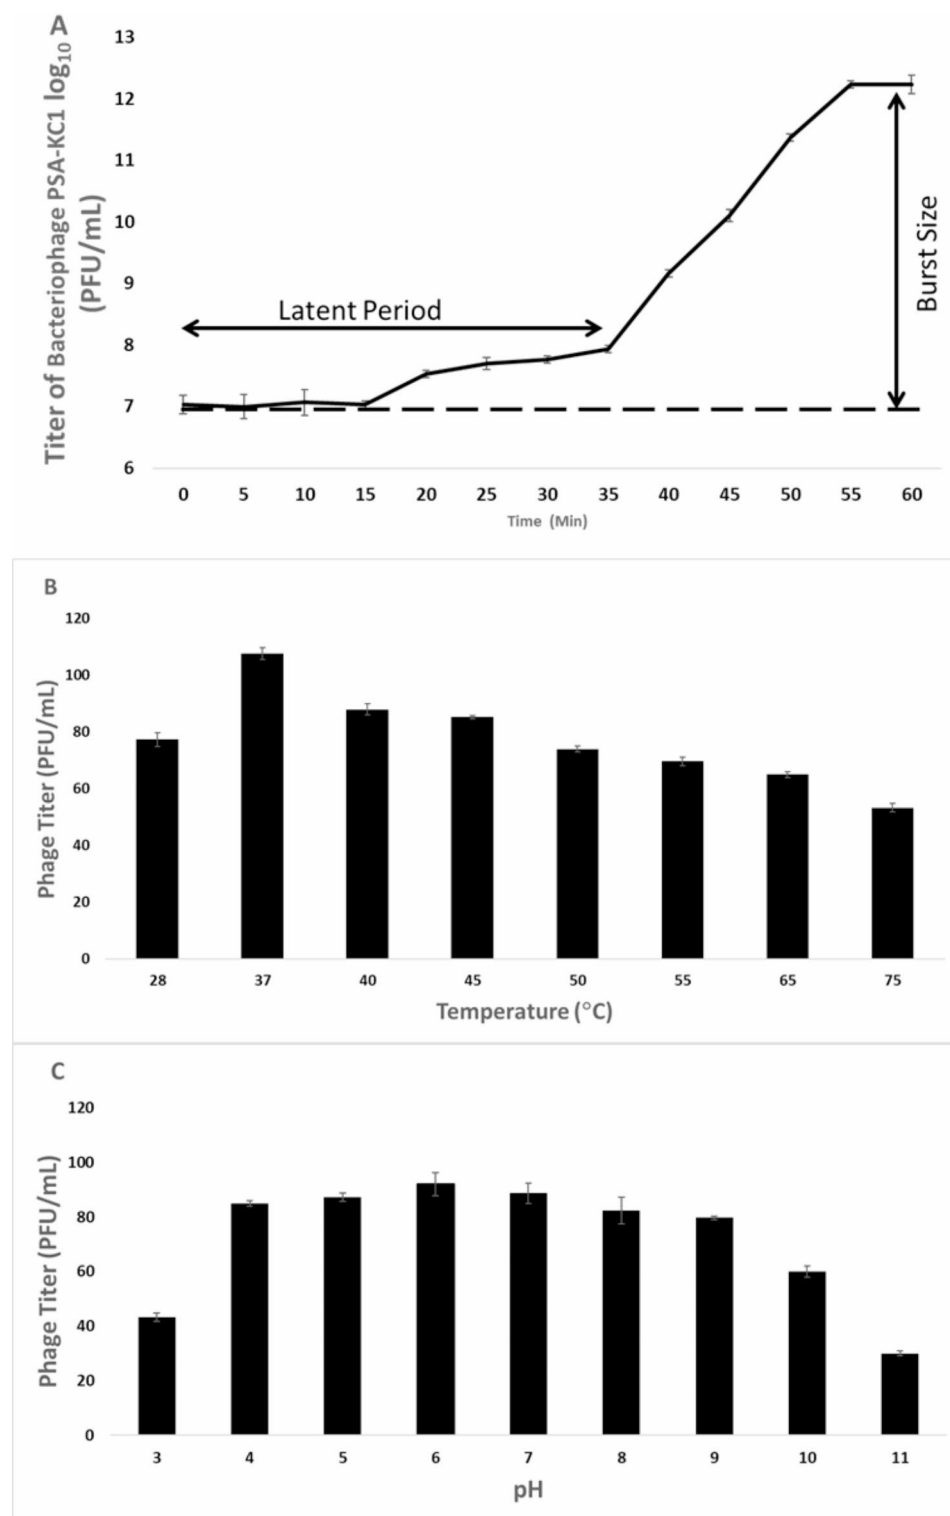 A
Titer of Bacteriophage PSA-KC1 log10
(PFU/mL)
13
12
11
10
9
8
7
6
Latent Period
Burst Size
0 5 10 15 20 25 30 35 40 45 50 55 60
Time (Min)
B
Phage Titer (PFU/mL)
120
100
80
60
40
20
0
28 37 40 45 50 55 65 75
Temperature (°C)
C
Phage Titer (PFU/mL)
120
100
80
60
40
20
0
3 4 5 6 7 8 9 10 11
pH